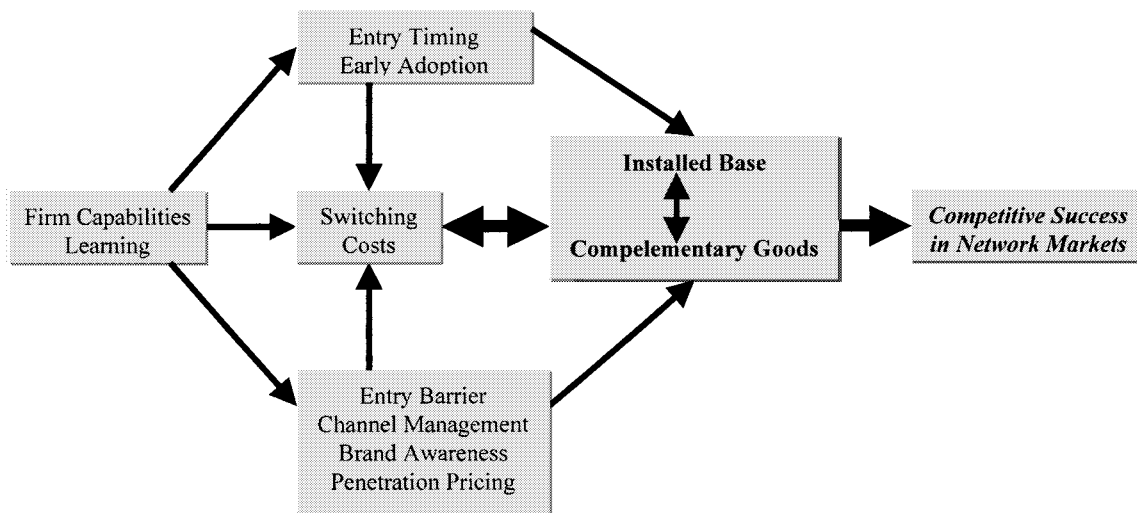 Entry Timing
Early Adoption
Firm Capabilities
Learning
Switching
Costs
Installed Base
Compelementary Goods
Competitive Success
in Network Markets
Entry Barrier
Channel Management
Brand Awareness
Penetration Pricing